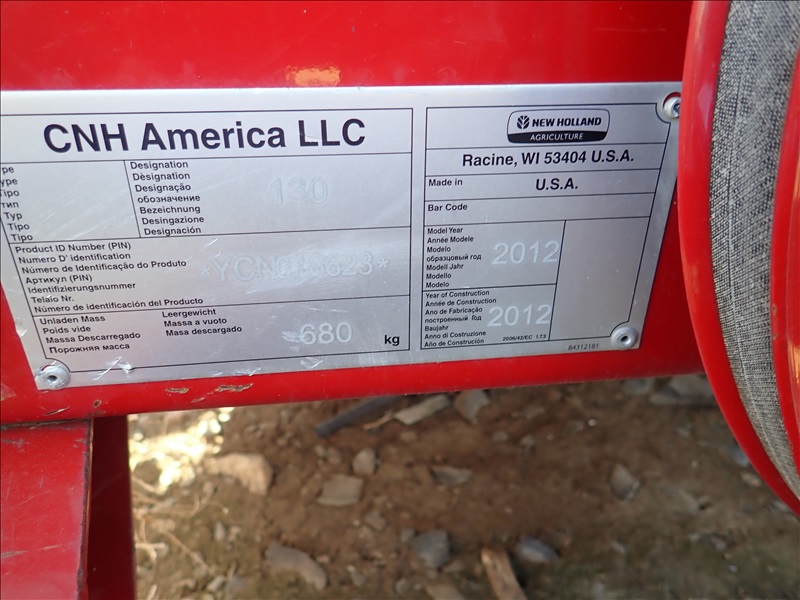 CNH America LLC
pe
ype
Tipo
тип
Typ
Tipo
Tipo
Designation
Dèsignation
Designação
обозначение
Bezeichnung
Desingazione
Designación
130
Product ID Number (PIN)
Numero D' identification
Número de Identificação do Produto
Артикул (PIN)
Identifizierungsnummer
Telaio Nr.
Número de identificación del Producto
Unladen Mass
Poids vide
Massa Descarregado
Порожняя масса
Leergewicht
Massa a vuoto
Masa descargado
680
kg
NEW HOLLAND
AGRICULTURE
Racine, WI 53404 U.S.A.
Made in
U.S.A.
Bar Code
Model Year
Année Modele
Modelo
образцовый год
Modell Jahr
Modello
Modelo
2012
Year of Construction
Année de Construction
Ano de Fabricação
построенный год
Baujahr
Anno di Costruzione
Año de Construción
2012
2006/42/EC 1.7.3
84312181